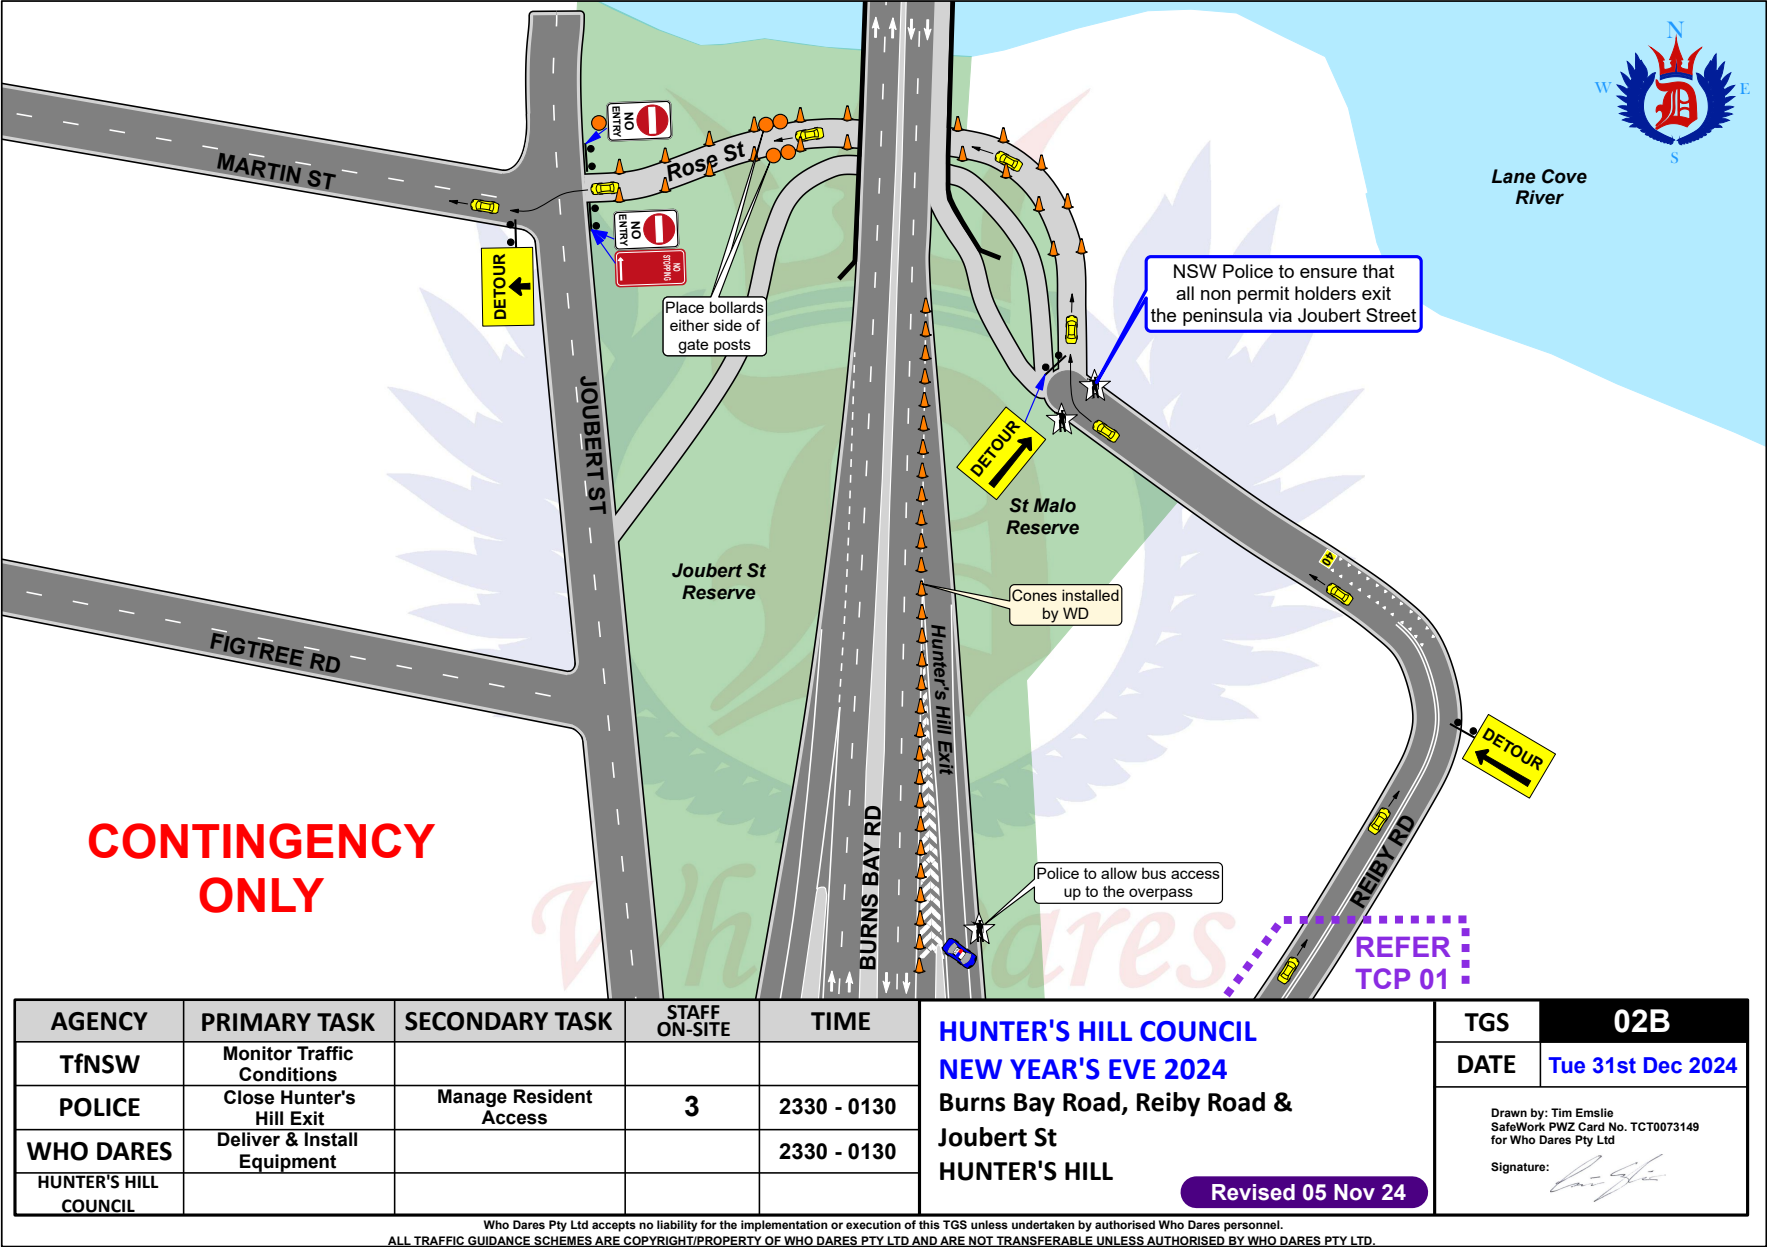 N
W
E
S
D
NO
ENTRY
MARTIN ST
Rose St
Lane Cove
River
NO
ENTRY
NO
STOPPING
DETOUR
NSW Police to ensure that
all non permit holders exit
the peninsula via Joubert Street
Place bollards
either side of
gate posts
JOUBERT ST
DETOUR
St Malo
Reserve
40
Joubert St
Reserve
Cones installed
by WD
FIGTREE RD
Hunter's Hill Exit
DETOUR
CONTINGENCY
ONLY
BURNS BAY RD
REIBY RD
Police to allow bus access
up to the overpass
Who Dares
REFER
TCP 01
AGENCY PRIMARY TASK SECONDARY TASK STAFF ON-SITE TIME
TfNSW Monitor Traffic Conditions
POLICE Close Hunter's Hill Exit Manage Resident Access 3 2330 - 0130
WHO DARES Deliver & Install Equipment 2330 - 0130
HUNTER'S HILL
COUNCIL
HUNTER'S HILL COUNCIL
NEW YEAR'S EVE 2024
Burns Bay Road, Reiby Road &
Joubert St
HUNTER'S HILL
Revised 05 Nov 24
TGS 02B
DATE Tue 31st Dec 2024
Drawn by: Tim Emslie
SafeWork PWZ Card No. TCT0073149
for Who Dares Pty Ltd
Signature:
Who Dares Pty Ltd accepts no liability for the implementation or execution of this TGS unless undertaken by authorised Who Dares personnel.
ALL TRAFFIC GUIDANCE SCHEMES ARE COPYRIGHT/PROPERTY OF WHO DARES PTY LTD AND ARE NOT TRANSFERABLE UNLESS AUTHORISED BY WHO DARES PTY LTD.